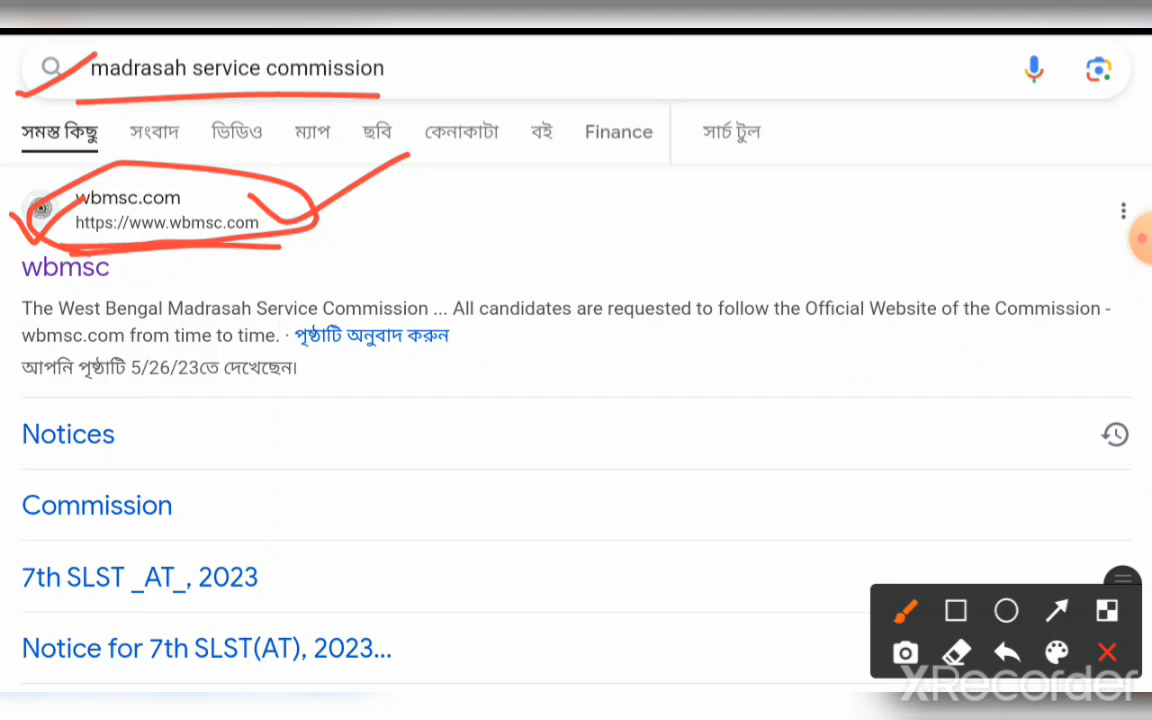 madrasah service commission
সমস্ত কিছু সংবাদ ভিডিও ম্যাপ ছবি কেনাকাটা বই Finance সার্চ টুল
wbmsc.com
https://www.wbmsc.com
wbmsc
The West Bengal Madrasah Service Commission ... All candidates are requested to follow the Official Website of the Commission -
wbmsc.com from time to time. · পৃষ্ঠাটি অনুবাদ করুন
আপনি পৃষ্ঠাটি 5/26/23তে দেখেছেন।
Notices
Commission
7th SLST _AT_, 2023
Notice for 7th SLST(AT), 2023...
XRecorder